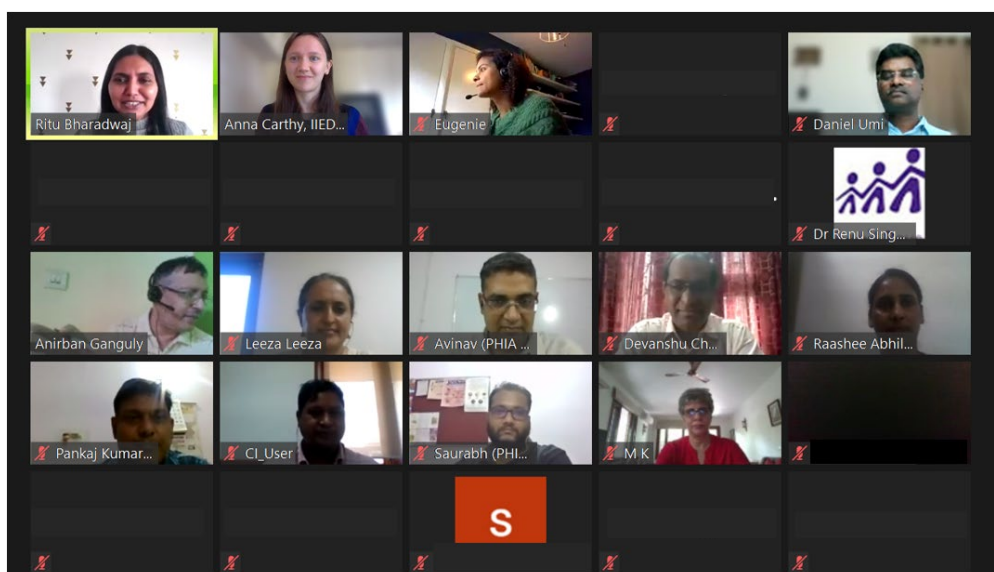 Ritu Bharadwaj
Anna Carthy, IIED...
Eugenie
Daniel Umi
Dr Renu Sing...
Anirban Ganguly
Leeza Leeza
Avinav (PHIA ...
Devanshu Ch...
Raashee Abhil...
Pankaj Kumar...
CI_User
Saurabh (PHI...
M K
S